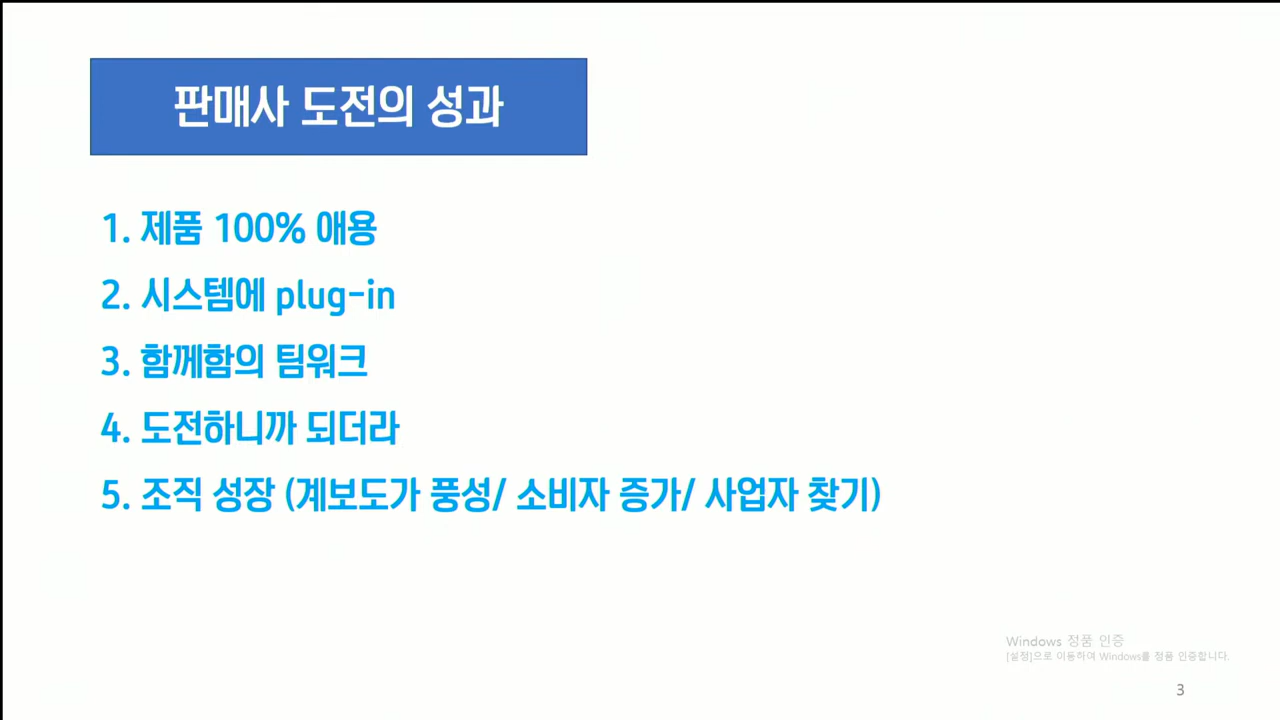 판매사 도전의 성과
1. 제품 100% 애용
2. 시스템에 plug-in
3. 함께함의 팀워크
4. 도전하니까 되더라
5. 조직 성장 (계보도가 풍성/ 소비자 증가/ 사업자 찾기)
Windows 정품 인증
[설정]으로 이동하여 Windows를 정품 인증합니다.
3